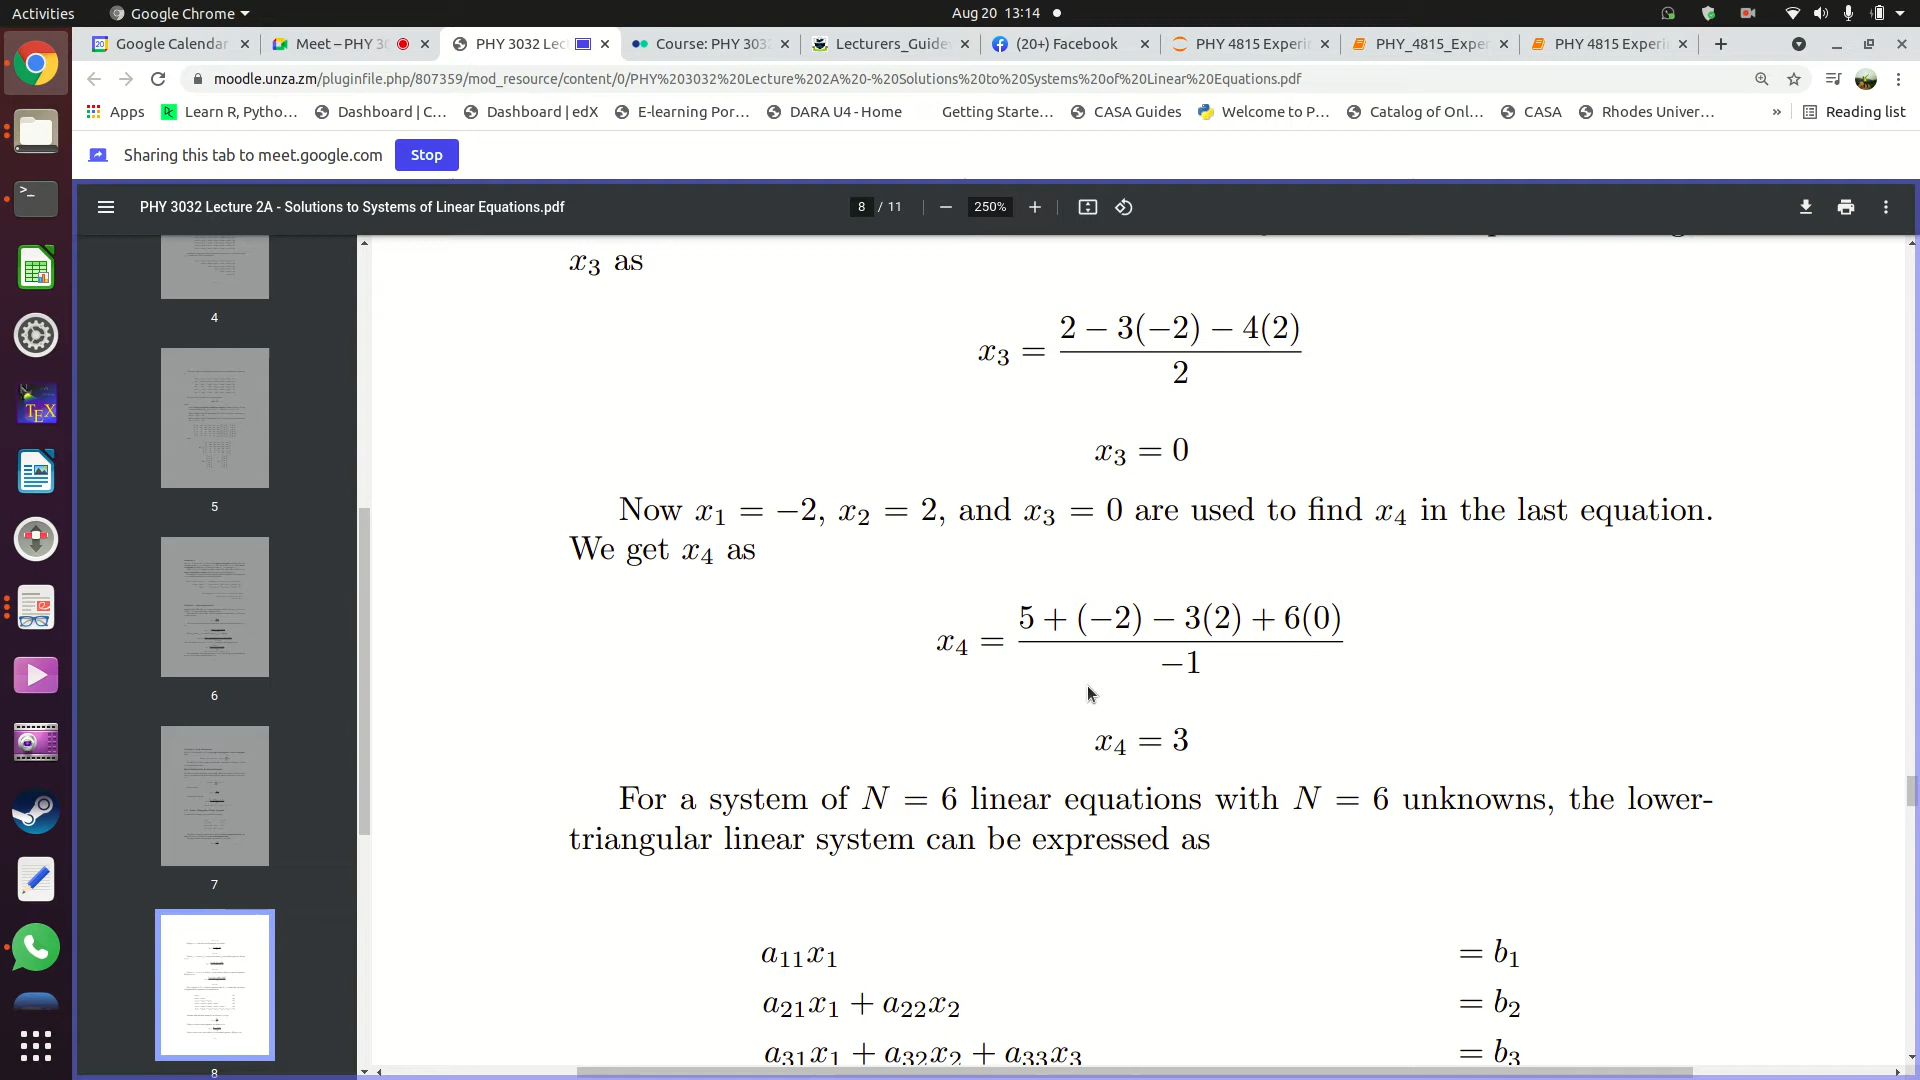 Activities
Google Chrome
Aug 20 13:14
Google Calendar
Meet – PHY 30
PHY 3032 Lec
Course: PHY 303
Lecturers_Guide
(20+) Facebook
PHY 4815 Experi
PHY_4815_Exper
PHY 4815 Experi
moodle.unza.zm/pluginfile.php/807359/mod_resource/content/0/PHY%203032%20Lecture%202A%20-%20Solutions%20to%20Systems%20of%20Linear%20Equations.pdf
Apps
Learn R, Pytho...
Dashboard | C...
Dashboard | edX
E-learning Por...
DARA U4 - Home
Getting Starte...
CASA Guides
Welcome to P...
Catalog of Onl...
CASA
Rhodes Univer...
»
Reading list
Sharing this tab to meet.google.com
Stop
PHY 3032 Lecture 2A - Solutions to Systems of Linear Equations.pdf
8 / 11
250%
4
5
6
7
8
x₃ as
x₃ = (2 − 3(−2) − 4(2)) / 2
x₃ = 0
Now x₁ = −2, x₂ = 2, and x₃ = 0 are used to find x₄ in the last equation.
We get x₄ as
x₄ = (5 + (−2) − 3(2) + 6(0)) / −1
x₄ = 3
For a system of N = 6 linear equations with N = 6 unknowns, the lower-
triangular linear system can be expressed as
a₁₁x₁ = b₁
a₂₁x₁ + a₂₂x₂ = b₂
a₃₁x₁ + a₃₂x₂ + a₃₃x₃ = b₃